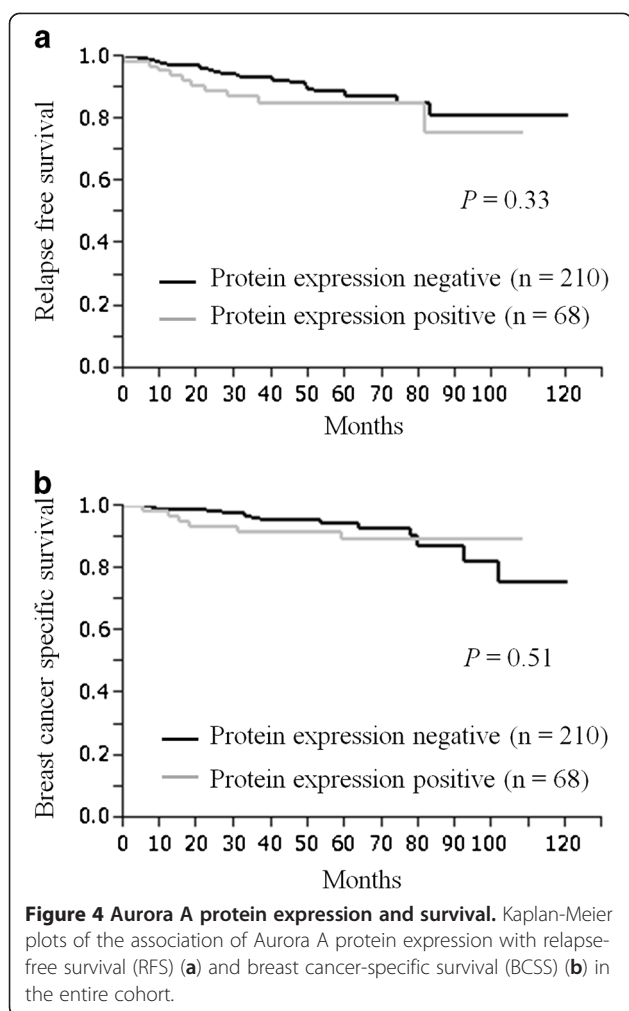 a
1.0
0.8
0.6
0.4
0.2
0.0
Relapse free survival
P = 0.33
Protein expression negative (n = 210)
Protein expression positive (n = 68)
0 10 20 30 40 50 60 70 80 90 100 120
Months
b
1.0
0.8
0.6
0.4
0.2
0.0
Breast cancer specific survival
P = 0.51
Protein expression negative (n = 210)
Protein expression positive (n = 68)
0 10 20 30 40 50 60 70 80 90 100 120
Months
Figure 4 Aurora A protein expression and survival. Kaplan-Meier
plots of the association of Aurora A protein expression with relapse-
free survival (RFS) (a) and breast cancer-specific survival (BCSS) (b) in
the entire cohort.